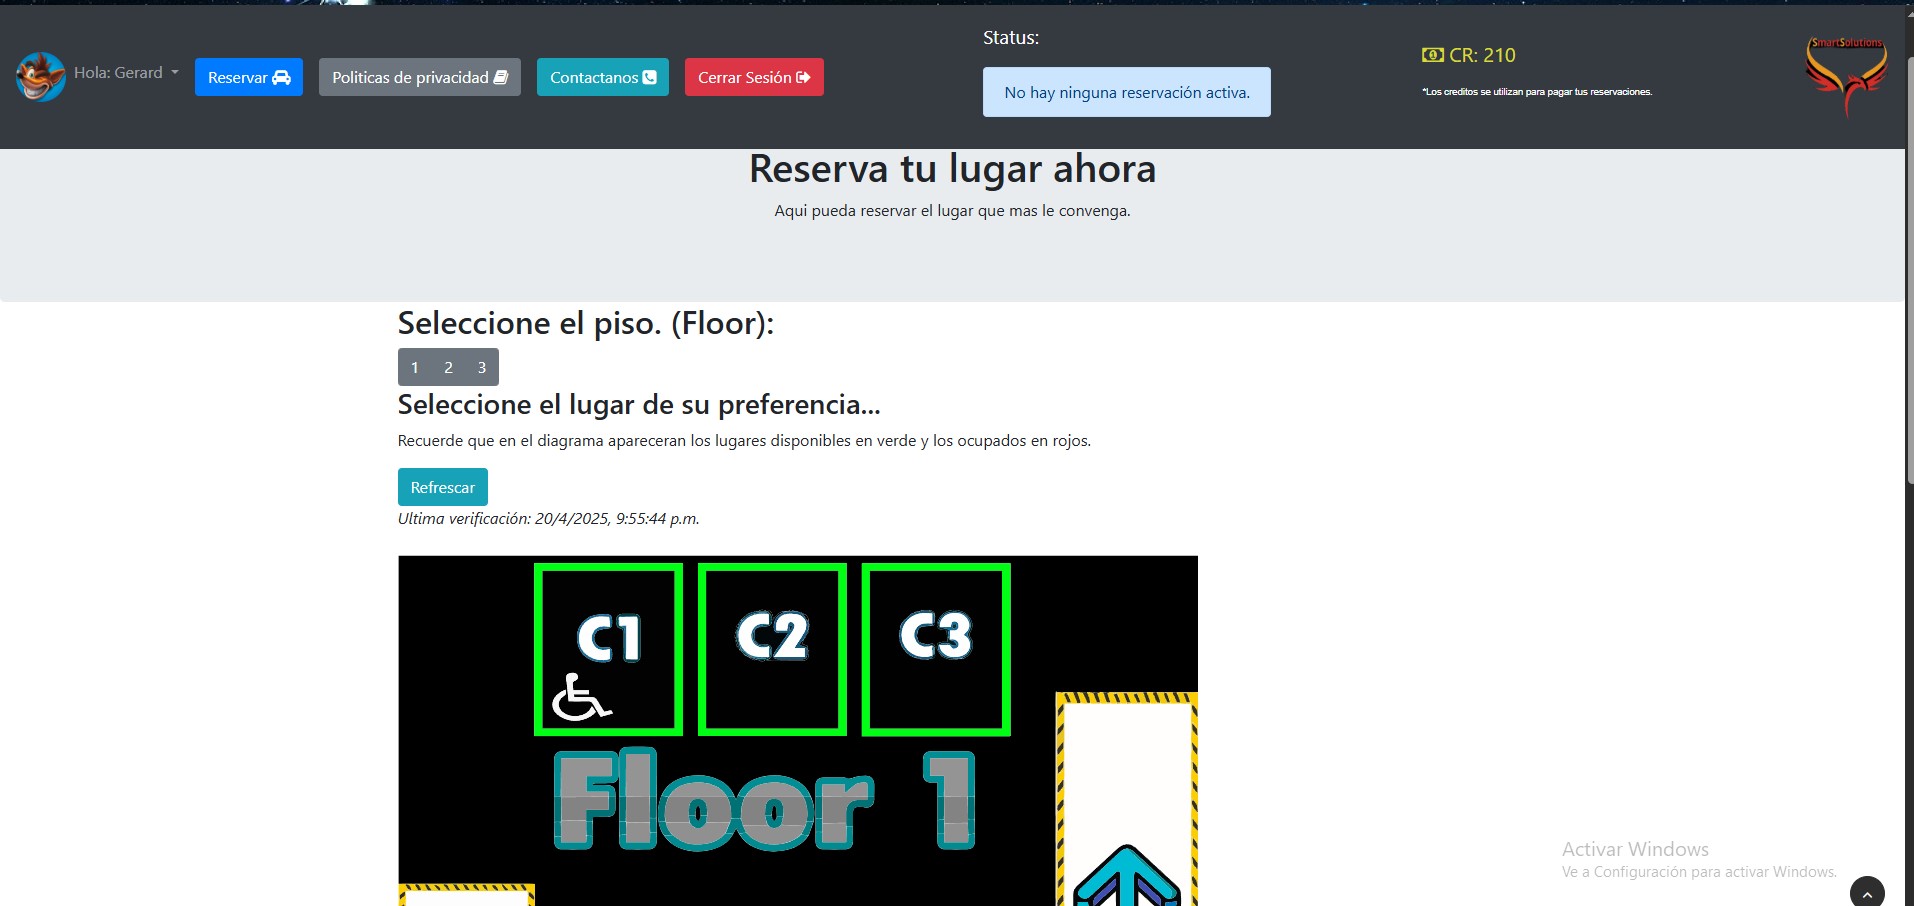 Hola: Gerard
Reservar
Politicas de privacidad
Contactanos
Cerrar Sesión
Status:
No hay ninguna reservación activa.
CR: 210
*Los creditos se utilizan para pagar tus reservaciones.
SmartSolutions
Reserva tu lugar ahora
Aqui pueda reservar el lugar que mas le convenga.
Seleccione el piso. (Floor):
1 2 3
Seleccione el lugar de su preferencia...
Recuerde que en el diagrama apareceran los lugares disponibles en verde y los ocupados en rojos.
Refrescar
Ultima verificación: 20/4/2025, 9:55:44 p.m.
C1 C2 C3
Floor 1
Activar Windows
Ve a Configuración para activar Windows.